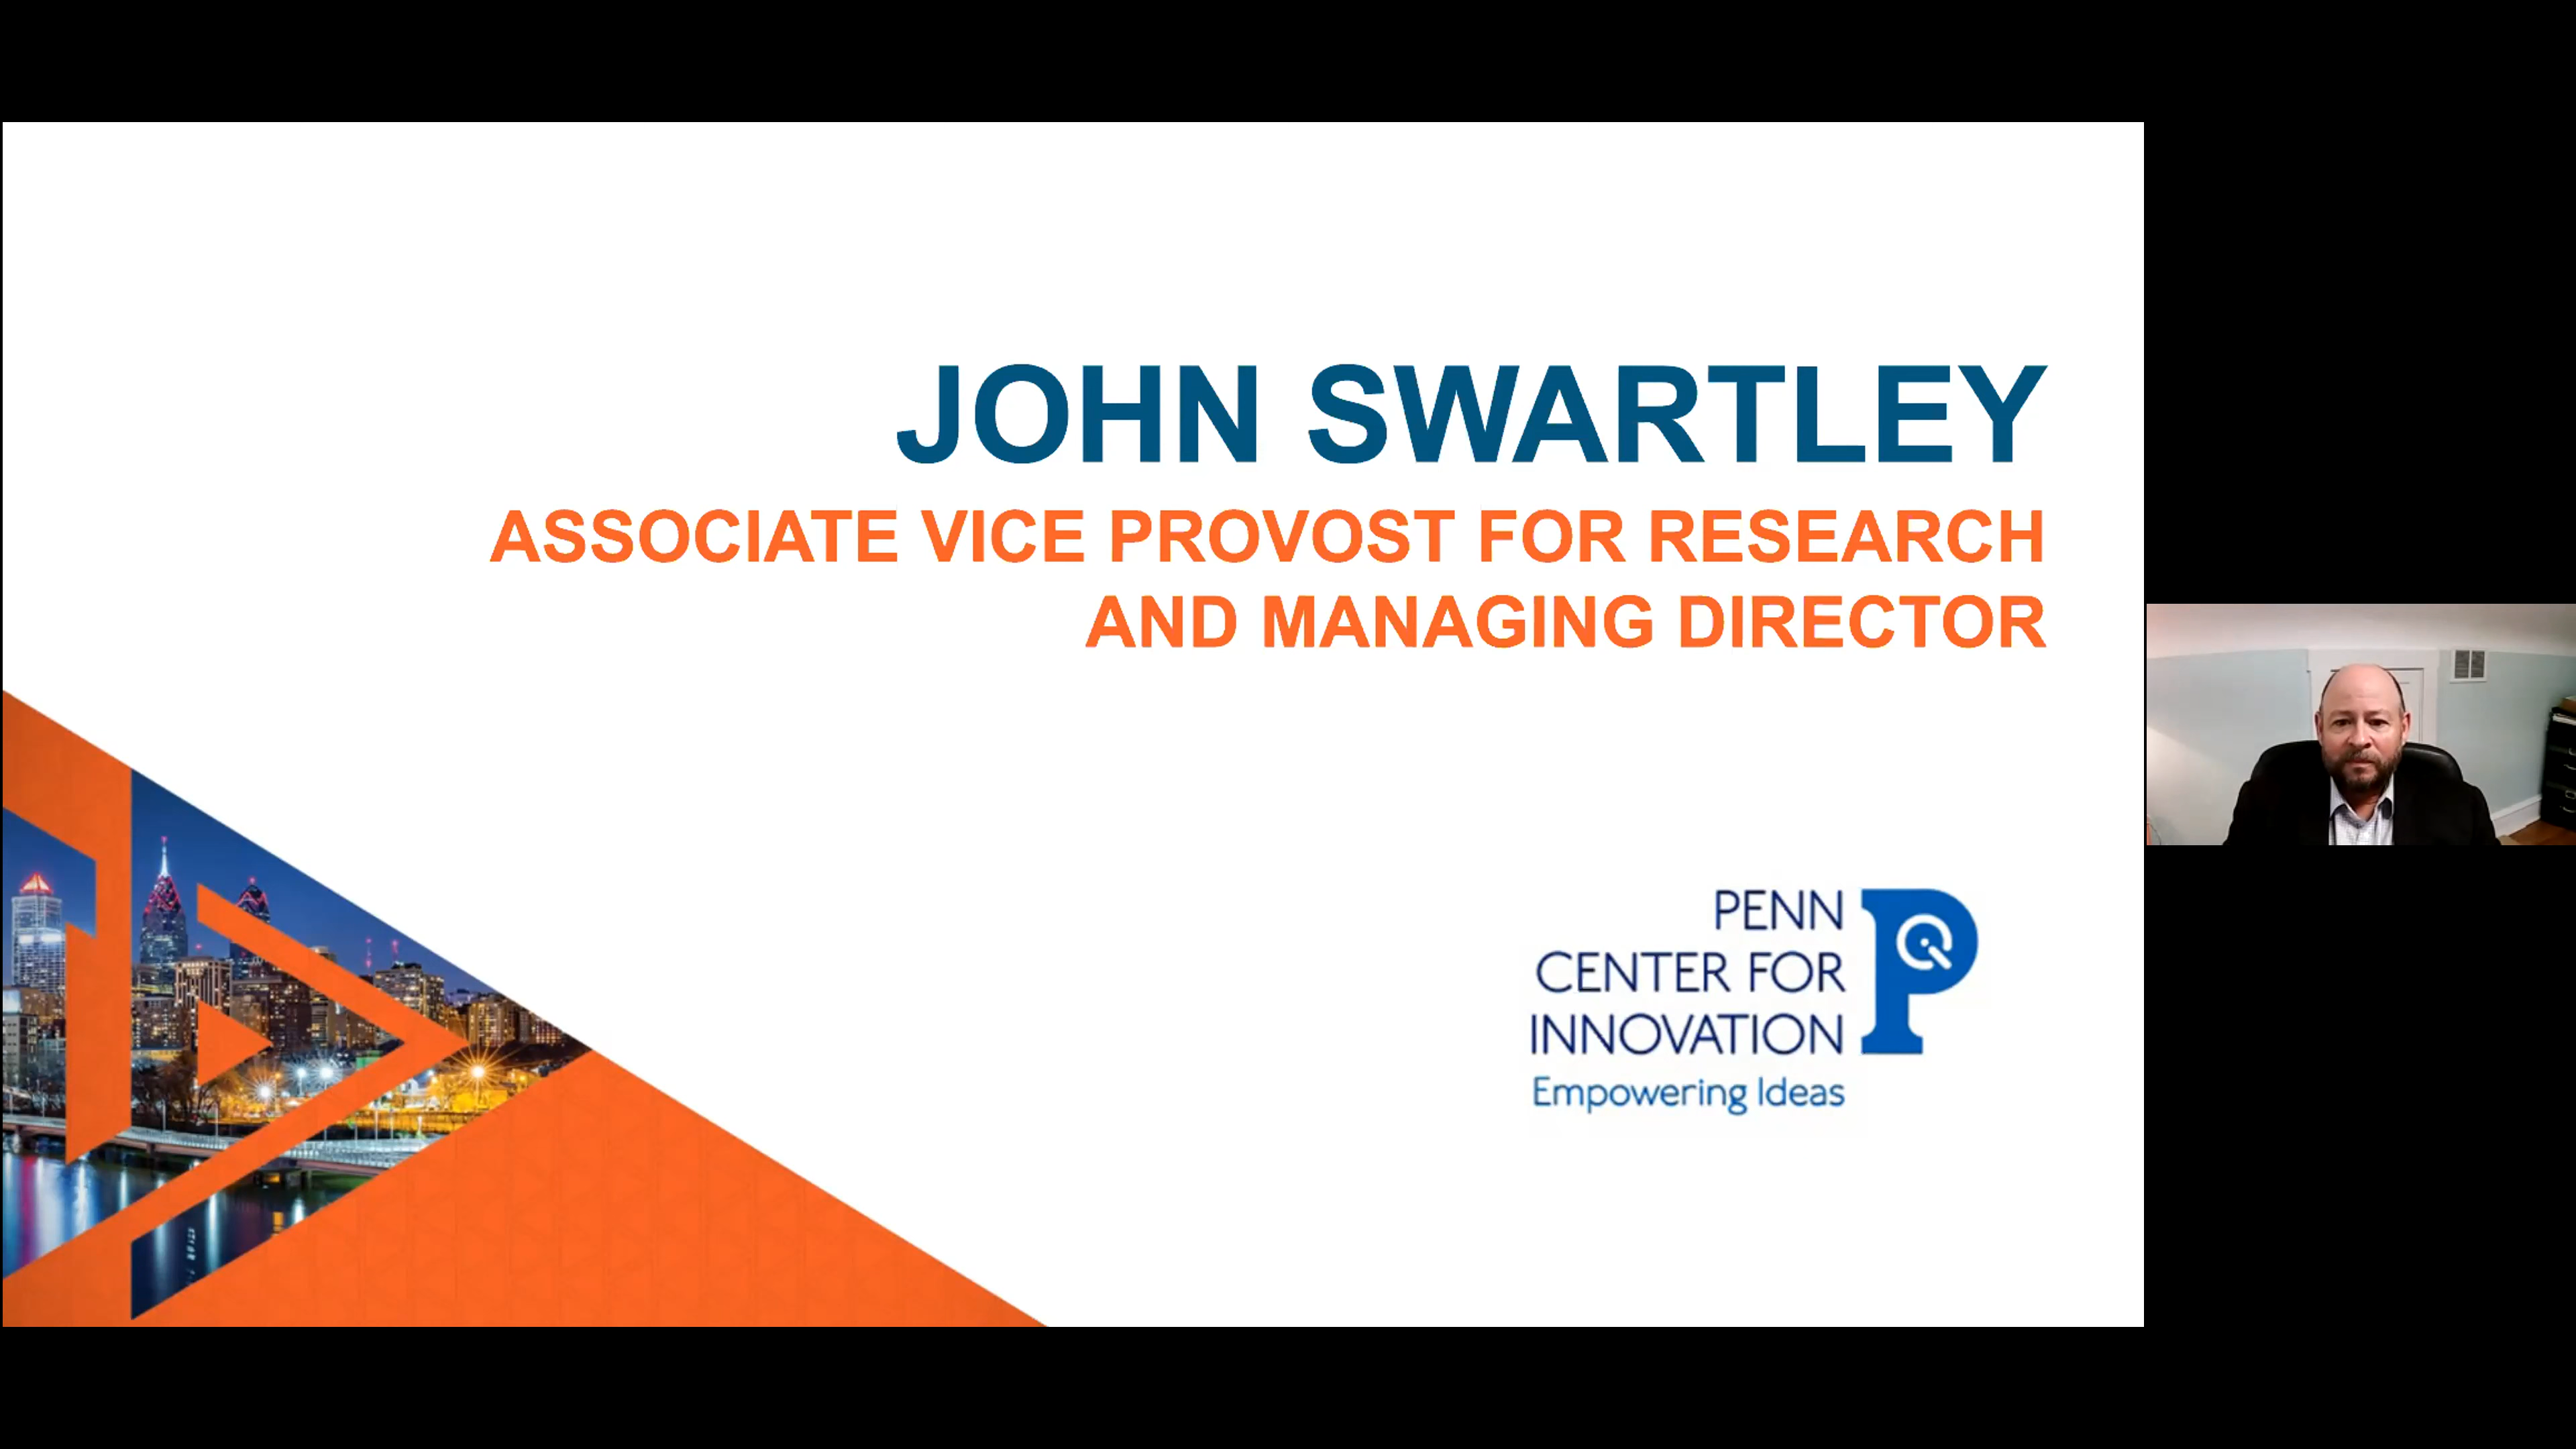 JOHN SWARTLEY
ASSOCIATE VICE PROVOST FOR RESEARCH
AND MANAGING DIRECTOR
PENN
CENTER FOR
INNOVATION
Empowering Ideas